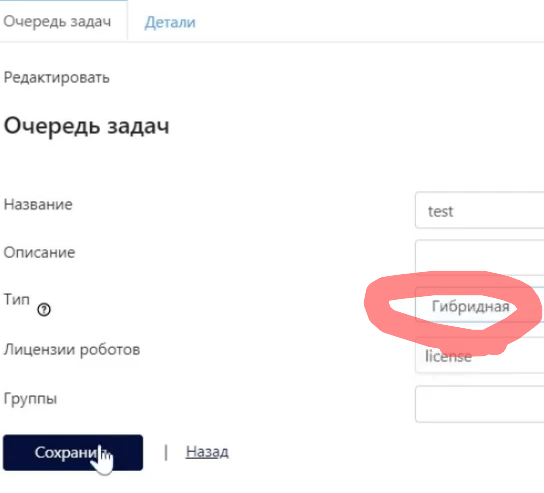 Очередь задач Детали
Редактировать
Очередь задач
Название test
Описание
Тип ? Гибридная
Лицензии роботов license
Группы
Сохранить | Назад